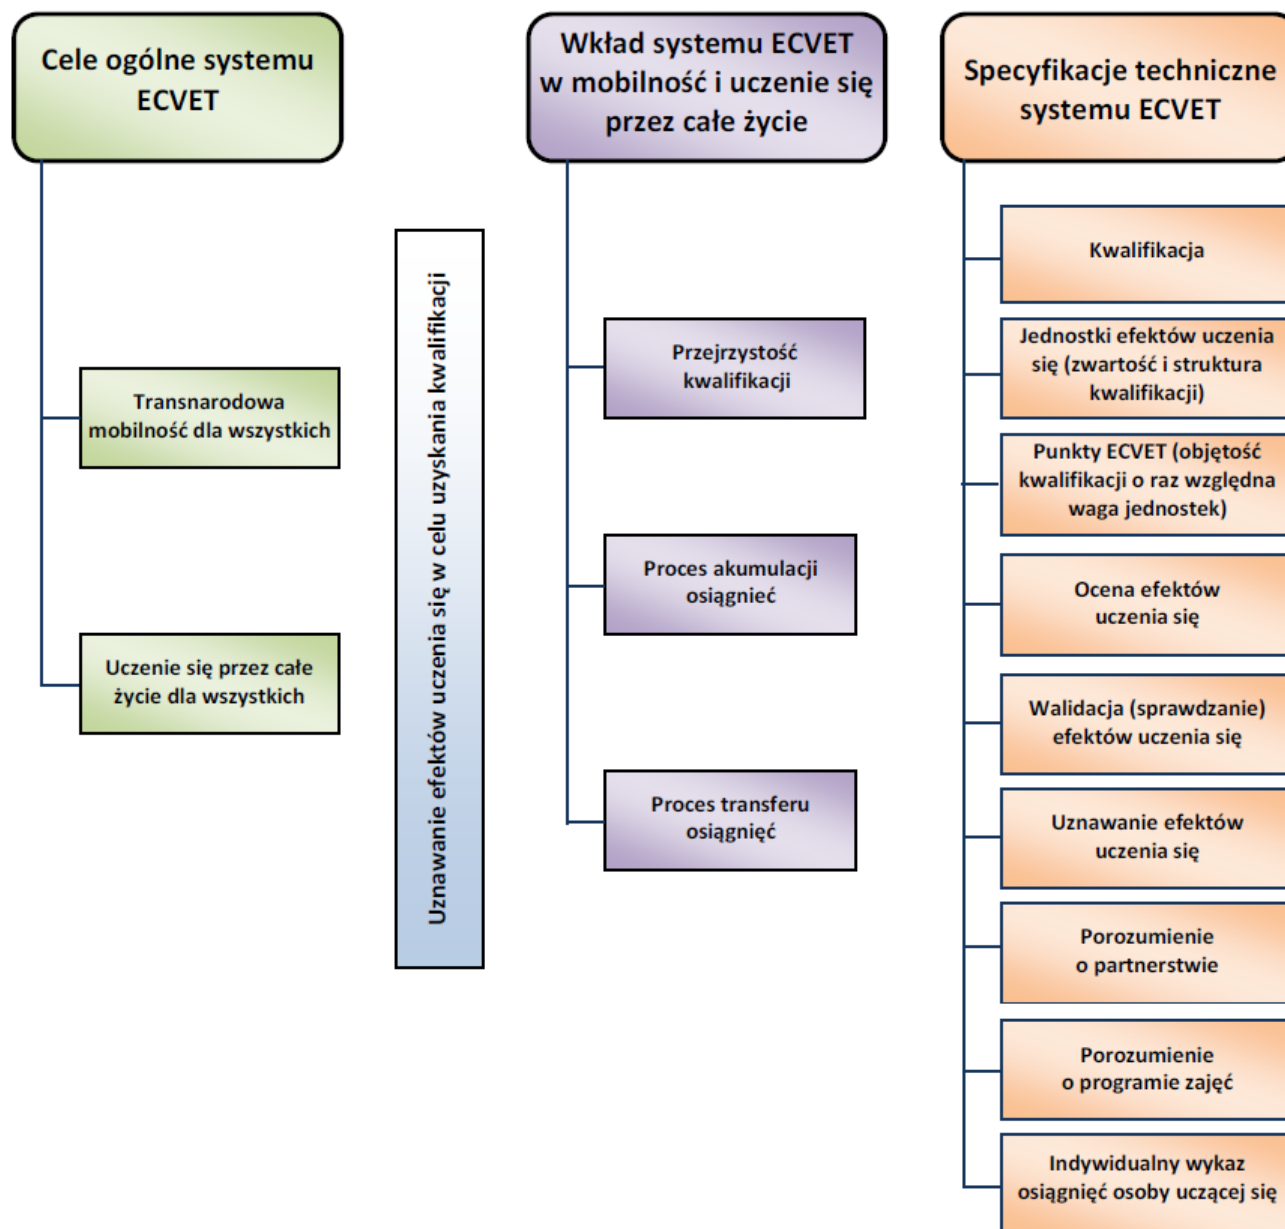 Cele ogólne systemu
ECVET
Transnarodowa
mobilność dla wszystkich
Uczenie się przez całe
życie dla wszystkich
Uznawanie efektów uczenia się w celu uzyskania kwalifikacji
Wkład systemu ECVET
w mobilność i uczenie się
przez całe życie
Przejrzystość
kwalifikacji
Proces akumulacji
osiągnieć
Proces transferu
osiągnięć
Specyfikacje techniczne
systemu ECVET
Kwalifikacja
Jednostki efektów uczenia
się (zwartość i struktura
kwalifikacji)
Punkty ECVET (objętość
kwalifikacji o raz względna
waga jednostek)
Ocena efektów
uczenia się
Walidacja (sprawdzanie)
efektów uczenia się
Uznawanie efektów
uczenia się
Porozumienie
o partnerstwie
Porozumienie
o programie zajęć
Indywidualny wykaz
osiągnięć osoby uczącej się